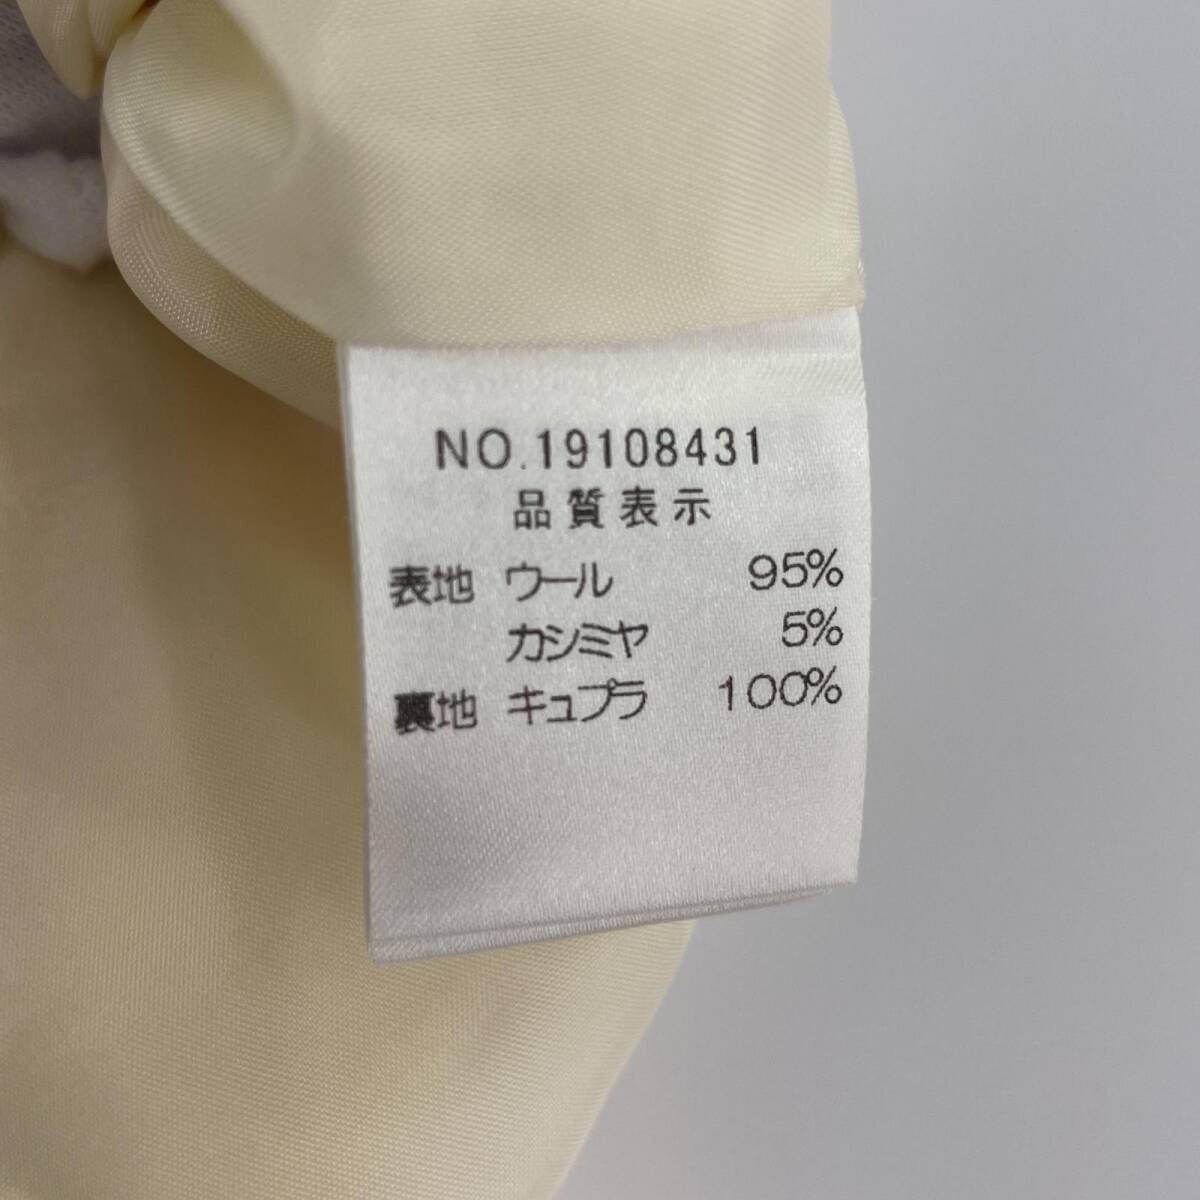 NO.19108431
品質表示
表地 ウール 95%
カシミヤ 5%
裏地 キュプラ 100%